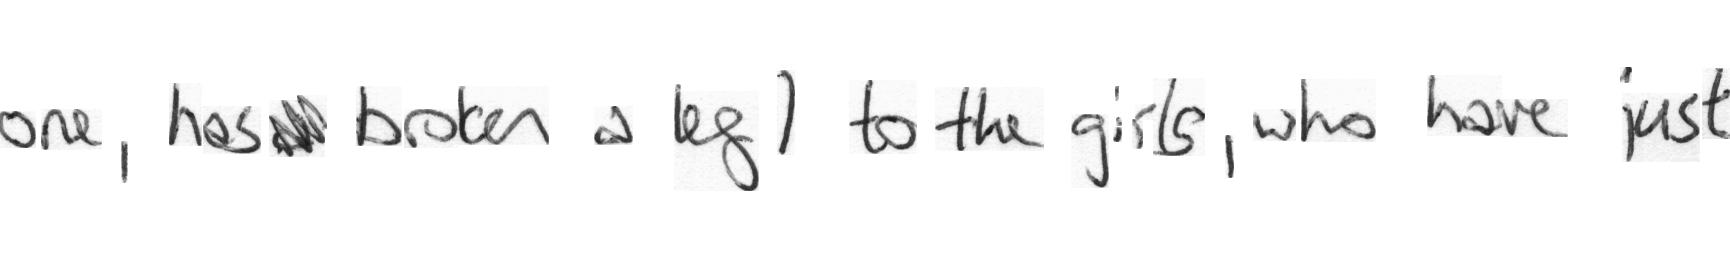 one, has broken a leg) to the girls, who have just